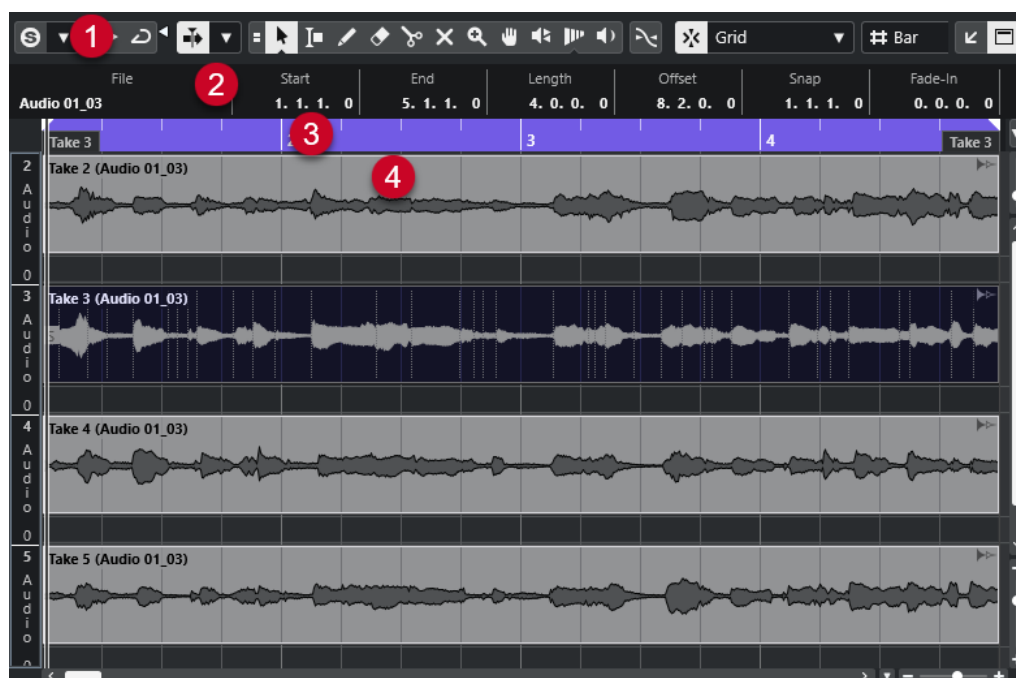 S 1 Grid Bar
File 2 Start End Length Offset Snap Fade-In
Audio 01_03 1. 1. 1. 0 5. 1. 1. 0 4. 0. 0. 0 8. 2. 0. 0 1. 1. 1. 0 0. 0. 0. 0
Take 3 3 3 4 Take 3
2 Take 2 (Audio 01_03) 4
Audio
0
3 Take 3 (Audio 01_03)
Audio
0
4 Take 4 (Audio 01_03)
Audio
0
5 Take 5 (Audio 01_03)
Audio